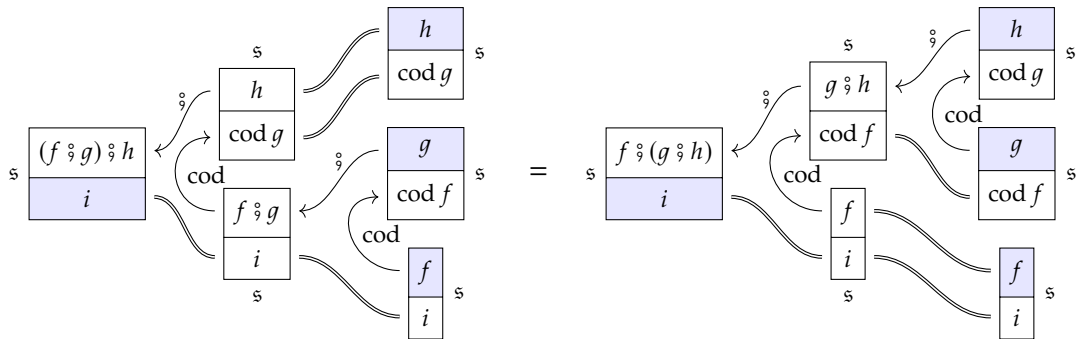 h
𝔰
cod g
𝔰
h
cod g
⨟
g
𝔰
cod f
⨟
cod
(f ⨟ g) ⨟ h
𝔰
i
f ⨟ g
i
𝔰
cod
f
𝔰
i
=
h
𝔰
cod g
⨟
𝔰
g ⨟ h
cod f
⨟
cod
g
𝔰
cod f
f ⨟ (g ⨟ h)
𝔰
i
cod
f
i
𝔰
f
𝔰
i